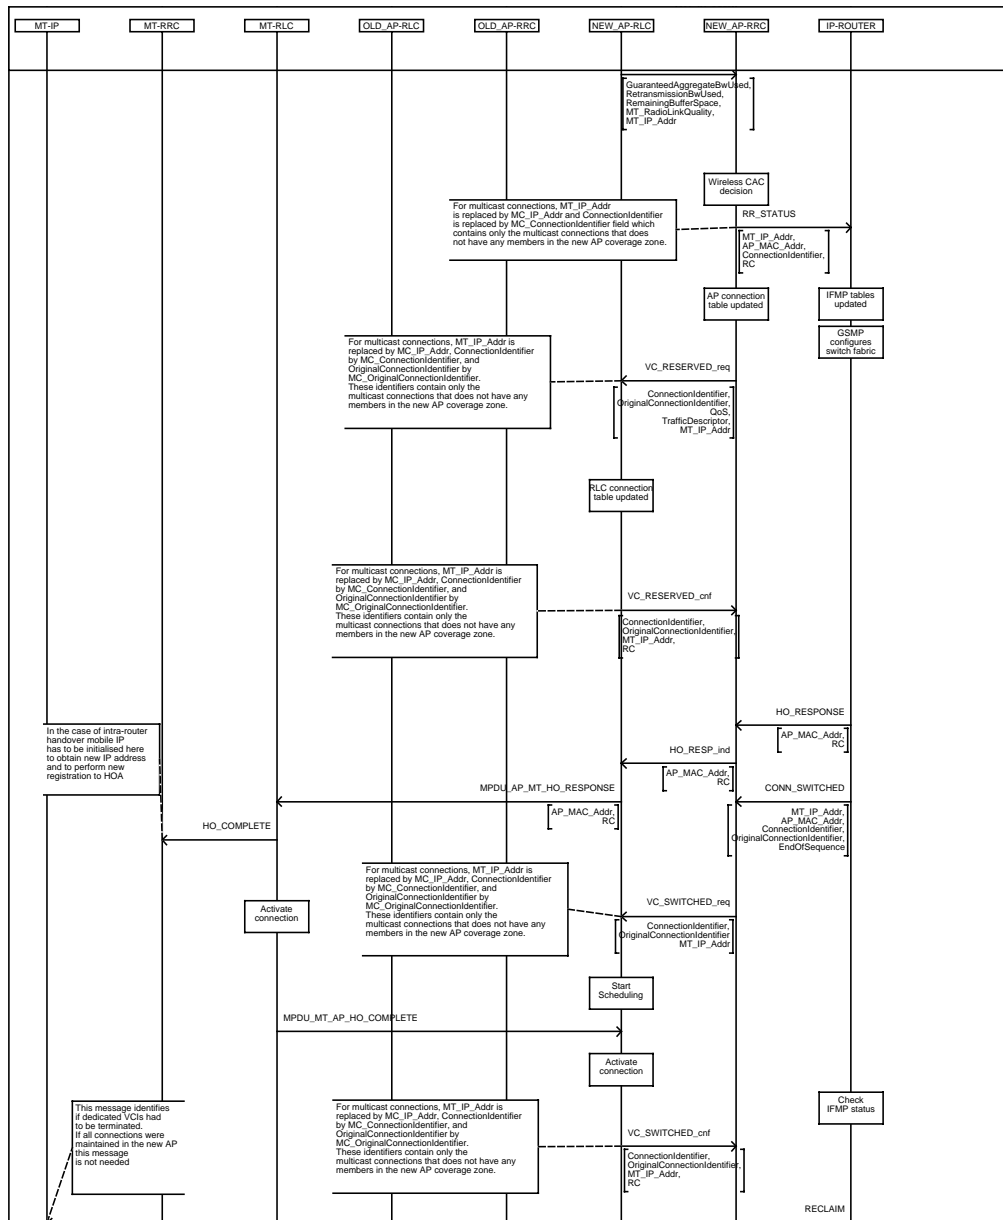 MT-IP
MT-RRC
MT-RLC
OLD_AP-RLC
OLD_AP-RRC
NEW_AP-RLC
NEW_AP-RRC
IP-ROUTER
GuaranteedAggregateBwUsed,
RetransmissionBwUsed,
RemainingBufferSpace,
MT_RadioLinkQuality,
MT_IP_Addr
Wireless CAC
decision
For multicast connections, MT_IP_Addr
is replaced by MC_IP_Addr and ConnectionIdentifier
is replaced by MC_ConnectionIdentifier field which
contains only the multicast connections that does
not have any members in the new AP coverage zone.
RR_STATUS
MT_IP_Addr,
AP_MAC_Addr,
ConnectionIdentifier,
RC
AP connection
table updated
IFMP tables
updated
GSMP
configures
switch fabric
For multicast connections, MT_IP_Addr is
replaced by MC_IP_Addr, ConnectionIdentifier
by MC_ConnectionIdentifier, and
OriginalConnectionIdentifier by
MC_OriginalConnectionIdentifier.
These identifiers contain only the
multicast connections that does not have any
members in the new AP coverage zone.
VC_RESERVED_req
ConnectionIdentifier,
OriginalConnectionIdentifier,
QoS,
TrafficDescriptor,
MT_IP_Addr
RLC connection
table updated
For multicast connections, MT_IP_Addr is
replaced by MC_IP_Addr, ConnectionIdentifier
by MC_ConnectionIdentifier, and
OriginalConnectionIdentifier by
MC_OriginalConnectionIdentifier.
These identifiers contain only the
multicast connections that does not have any
members in the new AP coverage zone.
VC_RESERVED_cnf
ConnectionIdentifier,
OriginalConnectionIdentifier,
MT_IP_Addr,
RC
HO_RESPONSE
AP_MAC_Addr,
RC
In the case of intra-router
handover mobile IP
has to be initialised here
to obtain new IP address
and to perform new
registration to HOA
HO_RESP_ind
AP_MAC_Addr,
RC
MPDU_AP_MT_HO_RESPONSE
AP_MAC_Addr,
RC
CONN_SWITCHED
MT_IP_Addr,
AP_MAC_Addr,
ConnectionIdentifier,
OriginalConnectionIdentifier,
EndOfSequence
HO_COMPLETE
For multicast connections, MT_IP_Addr is
replaced by MC_IP_Addr, ConnectionIdentifier
by MC_ConnectionIdentifier, and
OriginalConnectionIdentifier by
MC_OriginalConnectionIdentifier.
These identifiers contain only the
multicast connections that does not have any
members in the new AP coverage zone.
Activate
connection
VC_SWITCHED_req
ConnectionIdentifier,
OriginalConnectionIdentifier
MT_IP_Addr
Start
Scheduling
MPDU_MT_AP_HO_COMPLETE
Activate
connection
Check
IFMP status
This message identifies
if dedicated VCIs had
to be terminated.
If all connections were
maintained in the new AP
this message
is not needed
For multicast connections, MT_IP_Addr is
replaced by MC_IP_Addr, ConnectionIdentifier
by MC_ConnectionIdentifier, and
OriginalConnectionIdentifier by
MC_OriginalConnectionIdentifier.
These identifiers contain only the
multicast connections that does not have any
members in the new AP coverage zone.
VC_SWITCHED_cnf
ConnectionIdentifier,
OriginalConnectionIdentifier,
MT_IP_Addr,
RC
RECLAIM